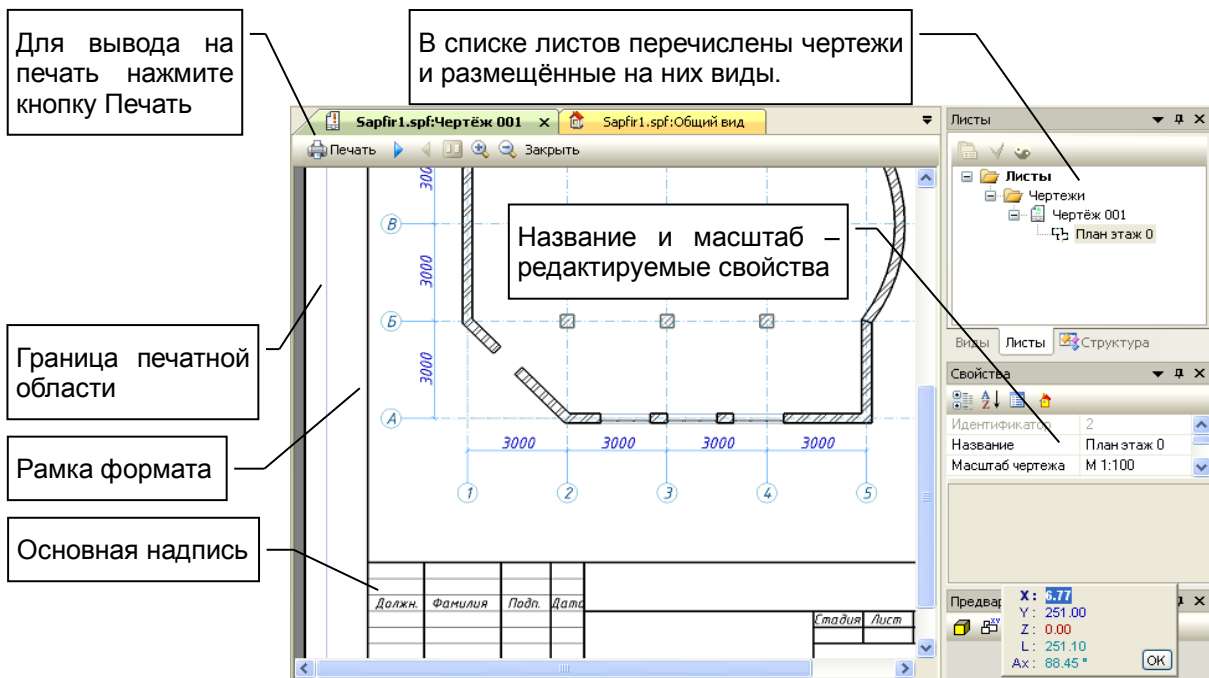 Для вывода на
печать нажмите
кнопку Печать
В списке листов перечислены чертежи
и размещённые на них виды.
Sapfir1.spf:Чертёж 001
Sapfir1.spf:Общий вид
Печать
Закрыть
Листы
Листы
Чертежи
Чертёж 001
План этаж 0
Виды
Листы
Структура
Название и масштаб –
редактируемые свойства
3000
В
3000
Б
3000
А
3000 3000 3000 3000
1 2 3 4 5
Граница печатной
области
Рамка формата
Основная надпись
Должн. Фамилия Подп. Дата
Стадия Лист
Свойства
Идентификатор 2
Название План этаж 0
Масштаб чертежа М 1:100
Предвар
X: 6.77
Y: 251.00
Z: 0.00
L: 251.10
Ax: 88.45 °
OK